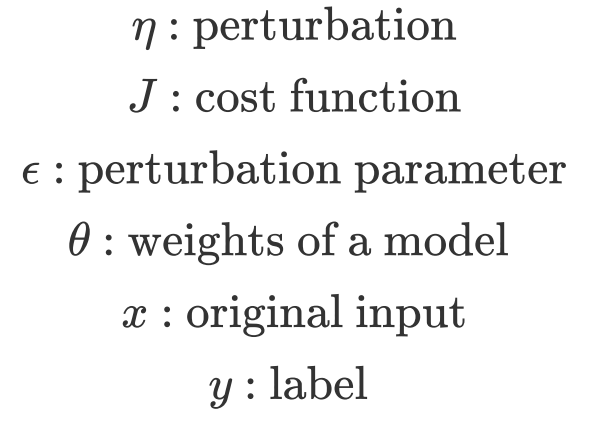 η : perturbation
J : cost function
ϵ : perturbation parameter
θ : weights of a model
x : original input
y : label